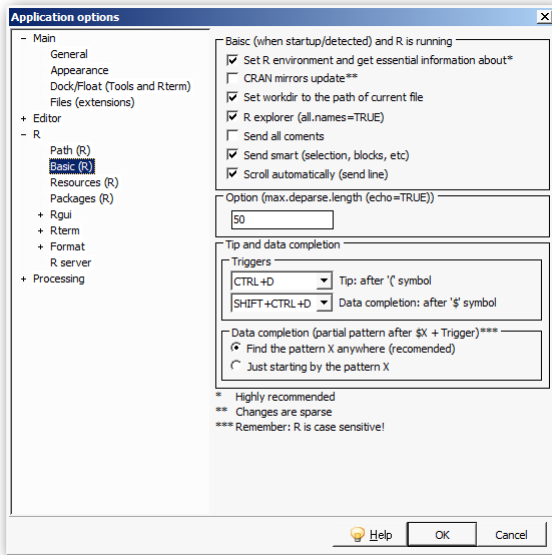 Application options
- Main
General
Appearance
Dock/Float (Tools and Rterm)
Files (extensions)
+ Editor
- R
Path (R)
Basic (R)
Resources (R)
Packages (R)
+ Rgui
+ Rterm
+ Format
R server
+ Processing
Baisc (when startup/detected) and R is running
Set R environment and get essential information about*
CRAN mirrors update**
Set workdir to the path of current file
R explorer (all.names=TRUE)
Send all coments
Send smart (selection, blocks, etc)
Scroll automatically (send line)
Option (max.deparse.length (echo=TRUE))
50
Tip and data completion
Triggers
CTRL+D Tip: after '(' symbol
SHIFT+CTRL+D Data completion: after '$' symbol
Data completion (partial pattern after $X + Trigger)***
Find the pattern X anywhere (recomended)
Just starting by the pattern X
* Highly recommended
** Changes are sparse
*** Remember: R is case sensitive!
Help OK Cancel